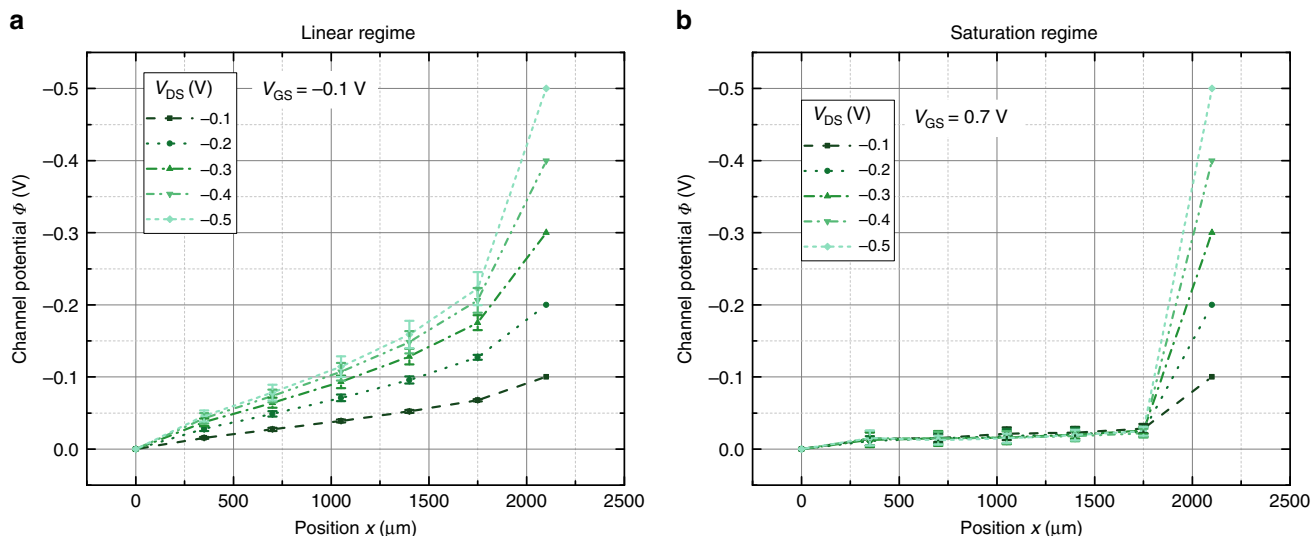 a
Linear regime
V_DS (V)
V_GS = –0.1 V
–0.1
–0.2
–0.3
–0.4
–0.5
Channel potential Φ (V)
–0.5
–0.4
–0.3
–0.2
–0.1
0.0
0 500 1000 1500 2000 2500
Position x (μm)
b
Saturation regime
V_DS (V)
V_GS = 0.7 V
–0.1
–0.2
–0.3
–0.4
–0.5
Channel potential Φ (V)
–0.5
–0.4
–0.3
–0.2
–0.1
0.0
0 500 1000 1500 2000 2500
Position x (μm)